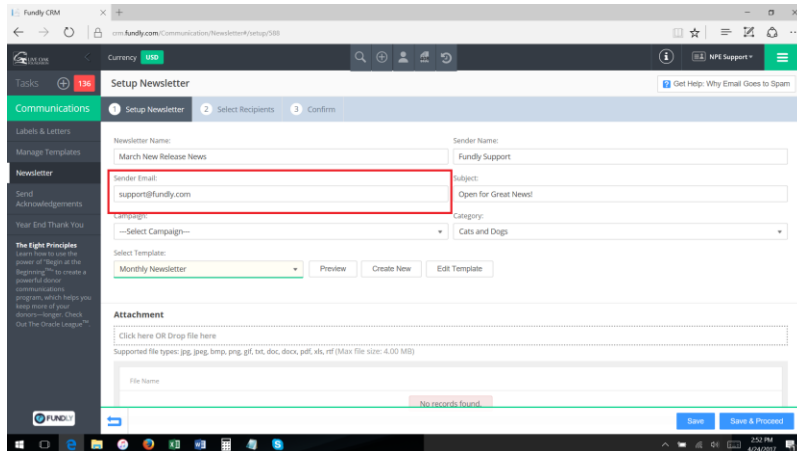 Fundly CRM
crm.fundly.com/Communication/Newsletter#/setup/588
LIVE OAK
Currency USD
NPE Support
Tasks 136
Setup Newsletter
Get Help: Why Email Goes to Spam
Communications
1 Setup Newsletter 2 Select Recipients 3 Confirm
Labels & Letters
Manage Templates
Newsletter
Send
Acknowledgements
Year End Thank You
The Eight Principles
Learn how to use the
power of "Begin at the
Beginning™" to create a
powerful donor
communications
program, which helps you
keep more of your
donors—longer. Check
Out The Oracle League™.
FUNDLY
Newsletter Name:
Sender Name:
March New Release News
Fundly Support
Sender Email:
Subject:
support@fundly.com
Open for Great News!
Campaign:
Category:
---Select Campaign---
Cats and Dogs
Select Template:
Monthly Newsletter
Preview
Create New
Edit Template
Attachment
Click here OR Drop file here
Supported file types: jpg, jpeg, bmp, png, gif, txt, doc, docx, pdf, xls, rtf (Max file size: 4.00 MB)
File Name
No records found.
Save
Save & Proceed
2:52 PM
4/24/2017